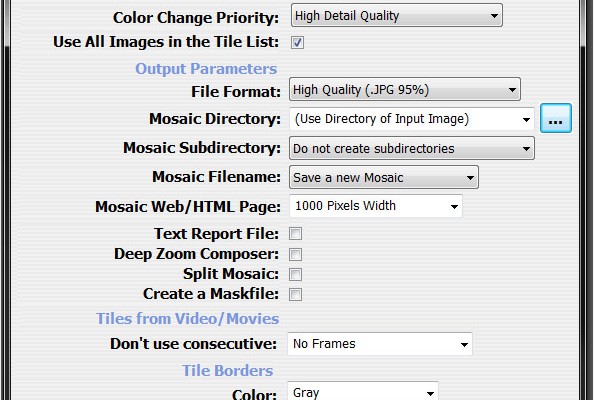 Color Change Priority: High Detail Quality
Use All Images in the Tile List:
Output Parameters
File Format: High Quality (.JPG 95%)
Mosaic Directory: (Use Directory of Input Image) ...
Mosaic Subdirectory: Do not create subdirectories
Mosaic Filename: Save a new Mosaic
Mosaic Web/HTML Page: 1000 Pixels Width
Text Report File:
Deep Zoom Composer:
Split Mosaic:
Create a Maskfile:
Tiles from Video/Movies
Don't use consecutive: No Frames
Tile Borders
Color: Gray